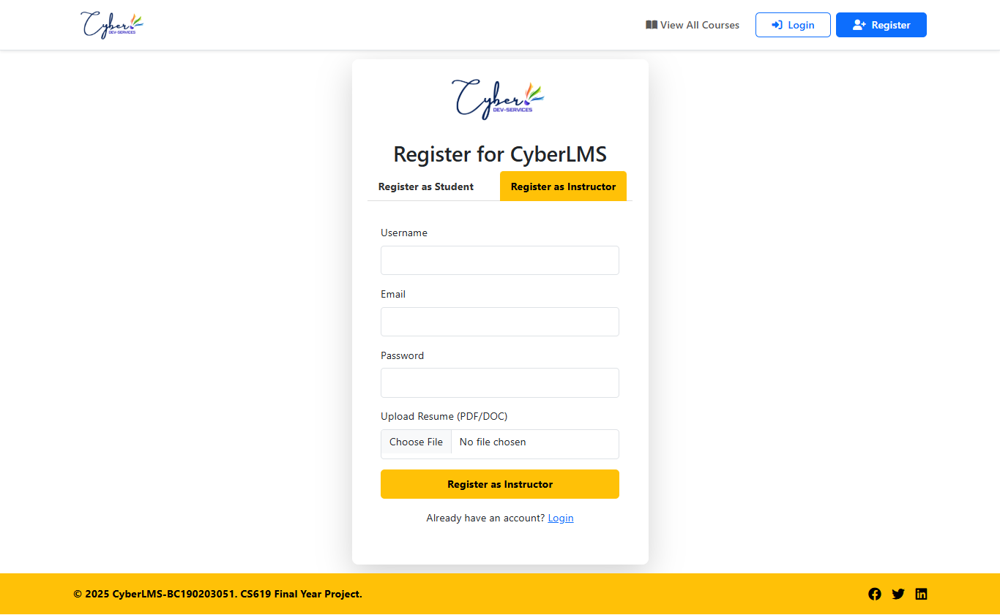 Cyber
DEV-SERVICES
View All Courses
Login
Register
Cyber
DEV-SERVICES
Register for CyberLMS
Register as Student
Register as Instructor
Username
Email
Password
Upload Resume (PDF/DOC)
Choose File No file chosen
Register as Instructor
Already have an account? Login
© 2025 CyberLMS-BC190203051. CS619 Final Year Project.